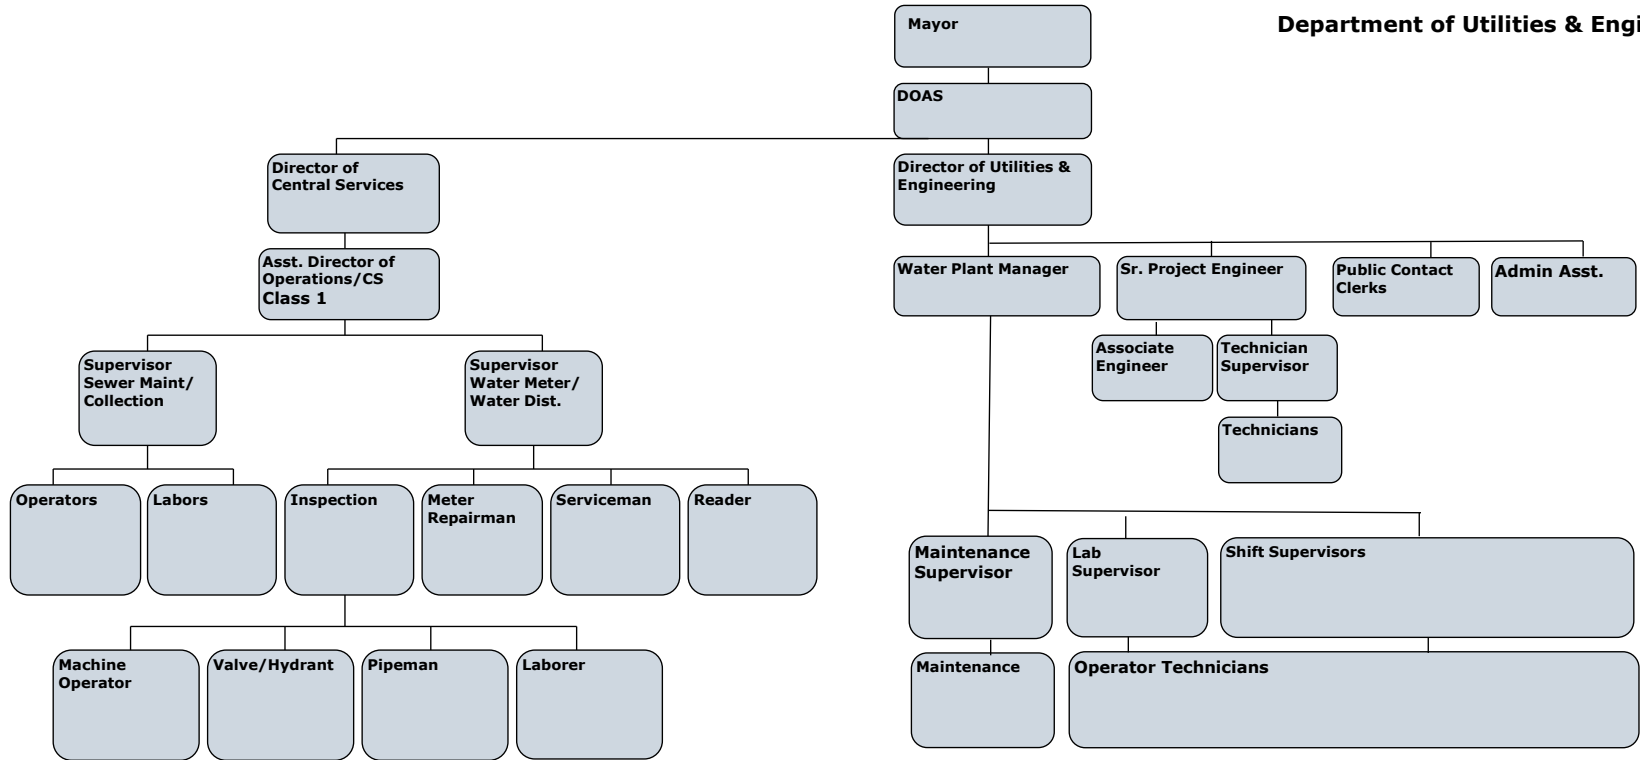 Mayor
Department of Utilities & Engi
DOAS
Director of
Central Services
Director of Utilities &
Engineering
Asst. Director of
Operations/CS
Class 1
Water Plant Manager
Sr. Project Engineer
Public Contact
Clerks
Admin Asst.
Supervisor
Sewer Maint/
Collection
Supervisor
Water Meter/
Water Dist.
Associate
Engineer
Technician
Supervisor
Technicians
Operators
Labors
Inspection
Meter
Repairman
Serviceman
Reader
Maintenance
Supervisor
Lab
Supervisor
Shift Supervisors
Machine
Operator
Valve/Hydrant
Pipeman
Laborer
Maintenance
Operator Technicians